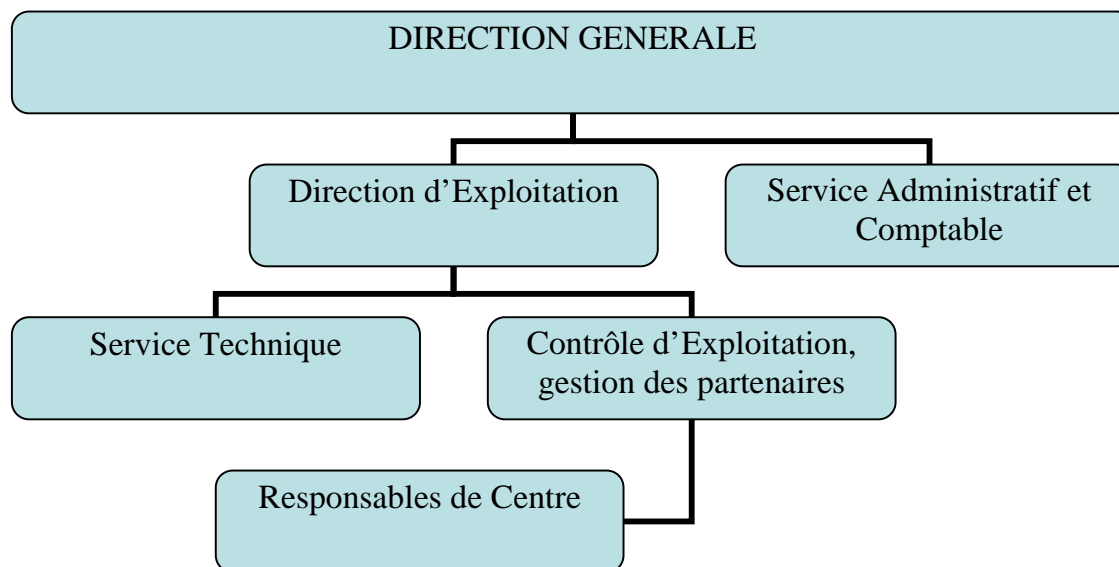 DIRECTION GENERALE
Direction d’Exploitation
Service Administratif et
Comptable
Service Technique
Contrôle d’Exploitation,
gestion des partenaires
Responsables de Centre